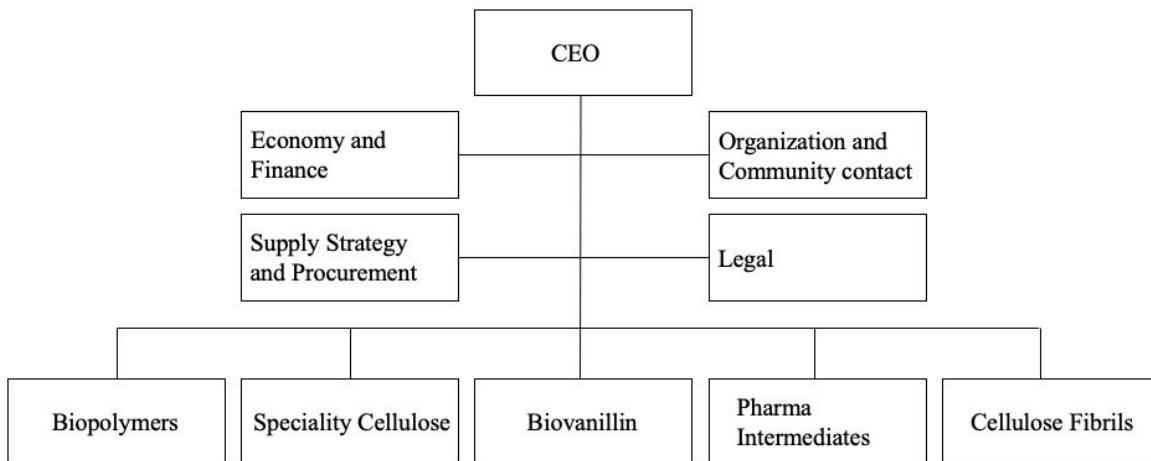 CEO
Economy and
Finance
Organization and
Community contact
Supply Strategy
and Procurement
Legal
Biopolymers
Speciality Cellulose
Biovanillin
Pharma
Intermediates
Cellulose Fibrils